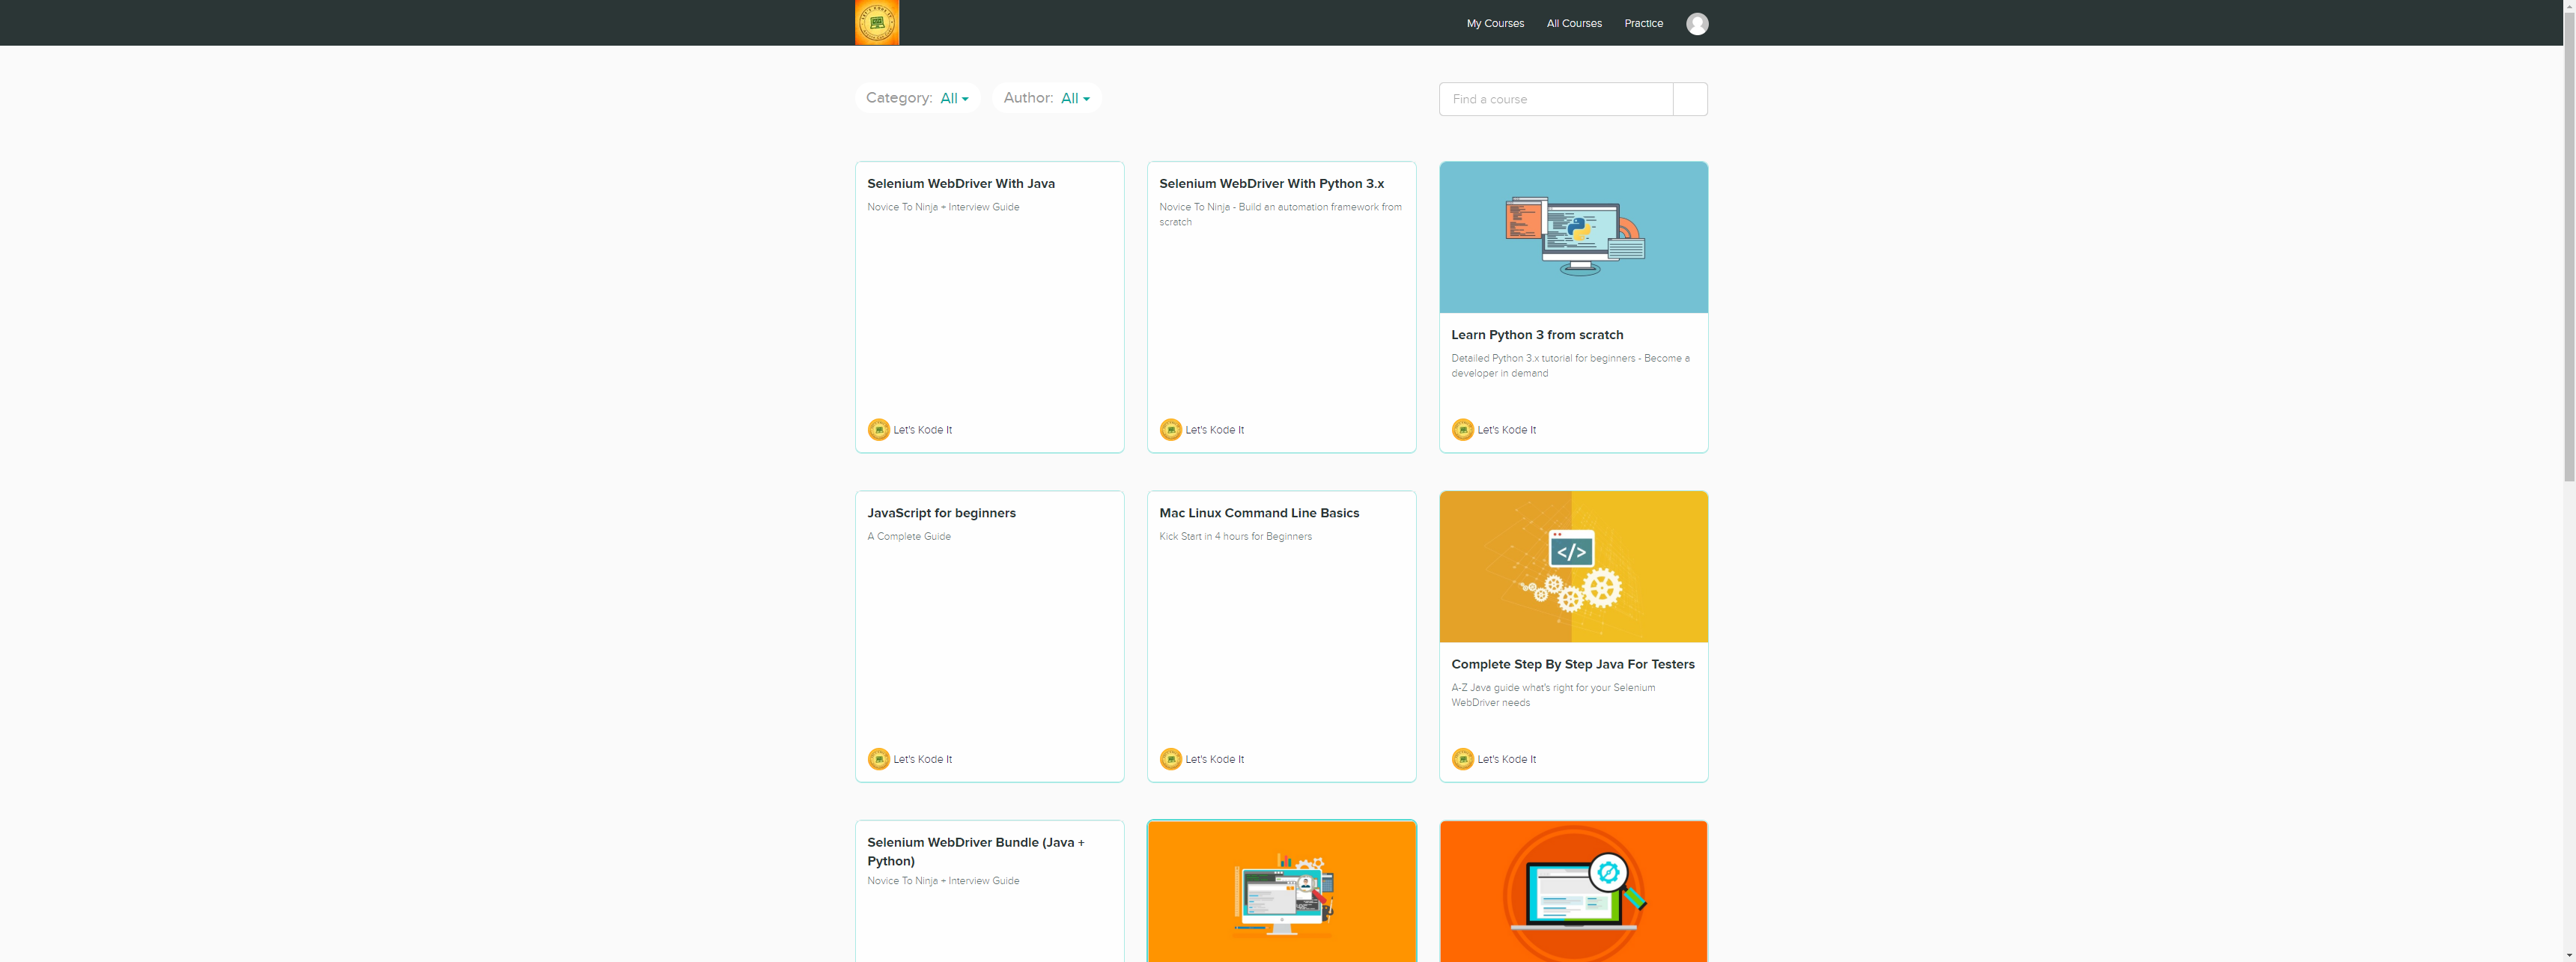 My Courses
All Courses
Practice
Category: All
Author: All
Find a course
Selenium WebDriver With Java
Novice To Ninja + Interview Guide
Let's Kode It
Selenium WebDriver With Python 3.x
Novice To Ninja - Build an automation framework from
scratch
Let's Kode It
Learn Python 3 from scratch
Detailed Python 3.x tutorial for beginners - Become a
developer in demand
Let's Kode It
JavaScript for beginners
A Complete Guide
Let's Kode It
Mac Linux Command Line Basics
Kick Start in 4 hours for Beginners
Let's Kode It
</>
Complete Step By Step Java For Testers
A-Z Java guide what's right for your Selenium
WebDriver needs
Let's Kode It
Selenium WebDriver Bundle (Java +
Python)
Novice To Ninja + Interview Guide